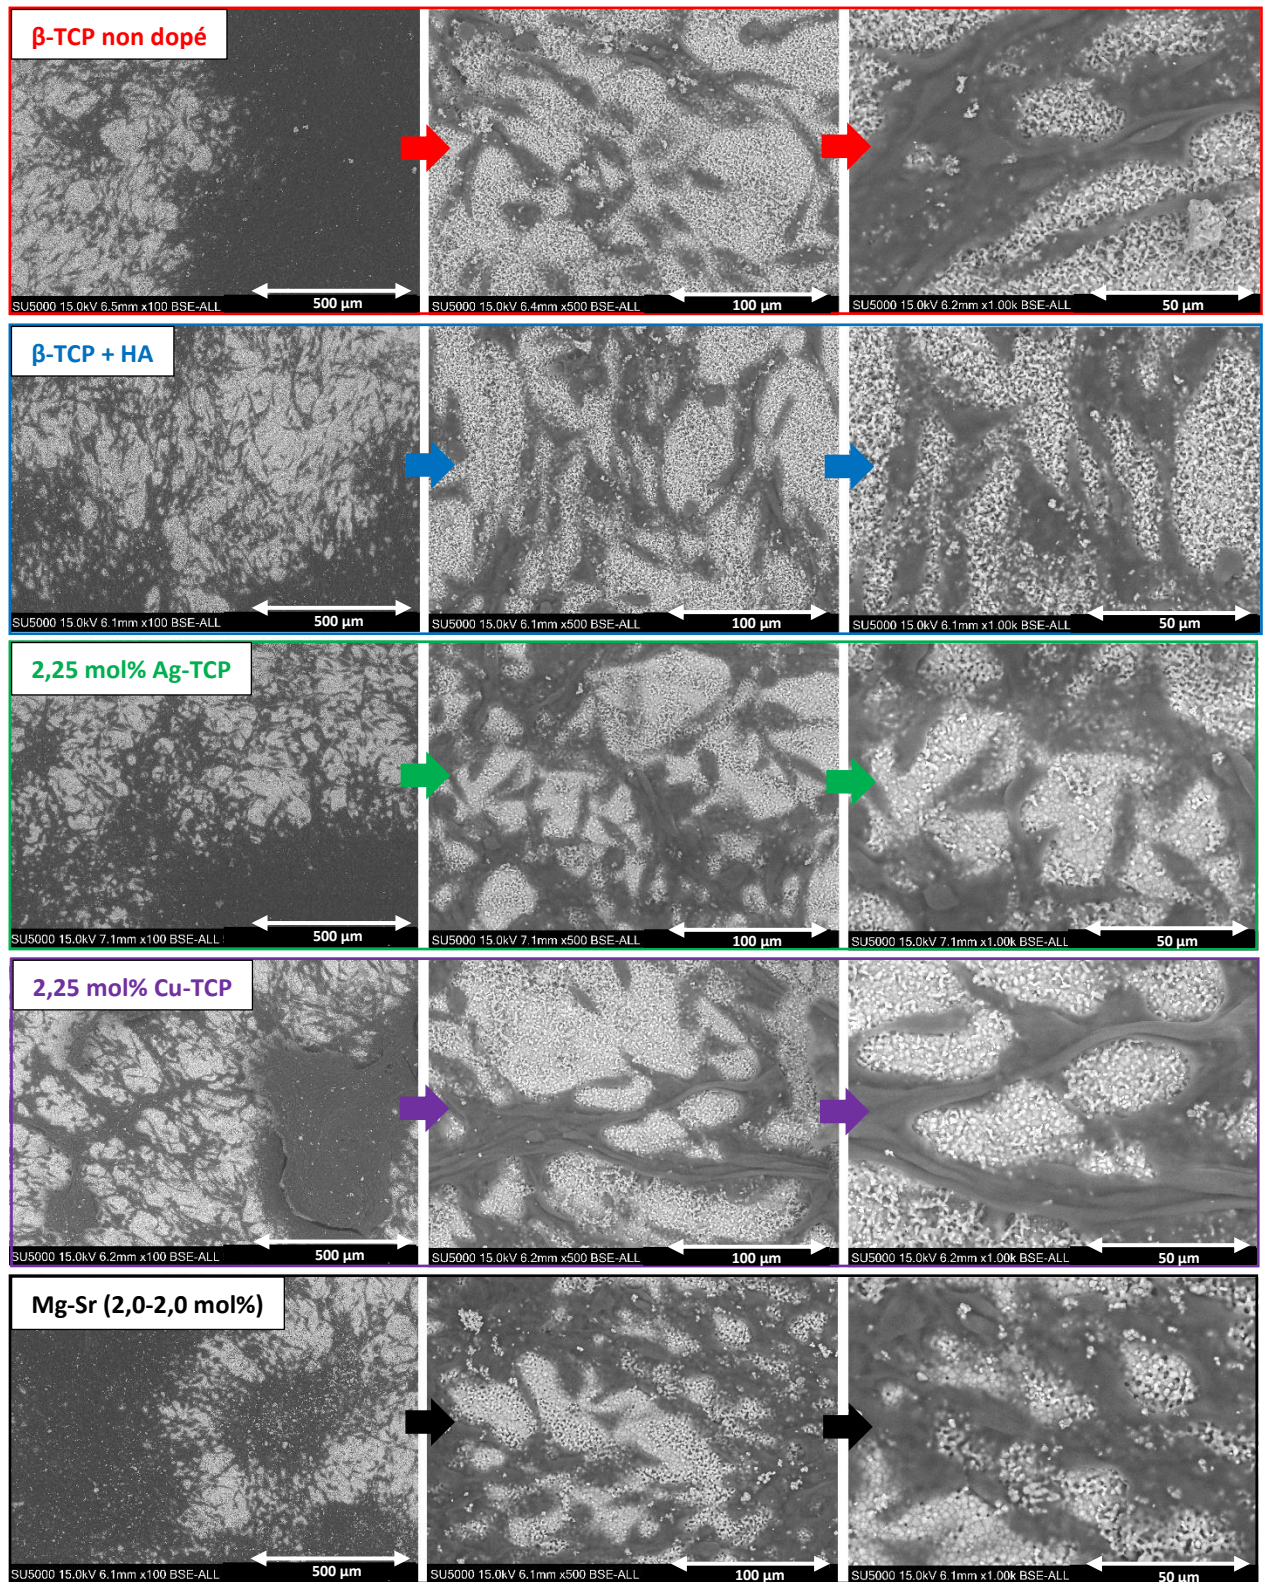 β-TCP non dopé
SU5000 15.0kV 6.5mm x100 BSE-ALL
500 µm
SU5000 15.0kV 6.4mm x500 BSE-ALL
100 µm
SU5000 15.0kV 6.2mm x1.00k BSE-ALL
50 µm
β-TCP + HA
SU5000 15.0kV 6.1mm x100 BSE-ALL
500 µm
SU5000 15.0kV 6.1mm x500 BSE-ALL
100 µm
SU5000 15.0kV 6.1mm x1.00k BSE-ALL
50 µm
2,25 mol% Ag-TCP
SU5000 15.0kV 7.1mm x100 BSE-ALL
500 µm
SU5000 15.0kV 7.1mm x500 BSE-ALL
100 µm
SU5000 15.0kV 7.1mm x1.00k BSE-ALL
50 µm
2,25 mol% Cu-TCP
SU5000 15.0kV 6.2mm x100 BSE-ALL
500 µm
SU5000 15.0kV 6.2mm x500 BSE-ALL
100 µm
SU5000 15.0kV 6.2mm x1.00k BSE-ALL
50 µm
Mg-Sr (2,0-2,0 mol%)
SU5000 15.0kV 6.1mm x100 BSE-ALL
500 µm
SU5000 15.0kV 6.1mm x500 BSE-ALL
100 µm
SU5000 15.0kV 6.1mm x1.00k BSE-ALL
50 µm